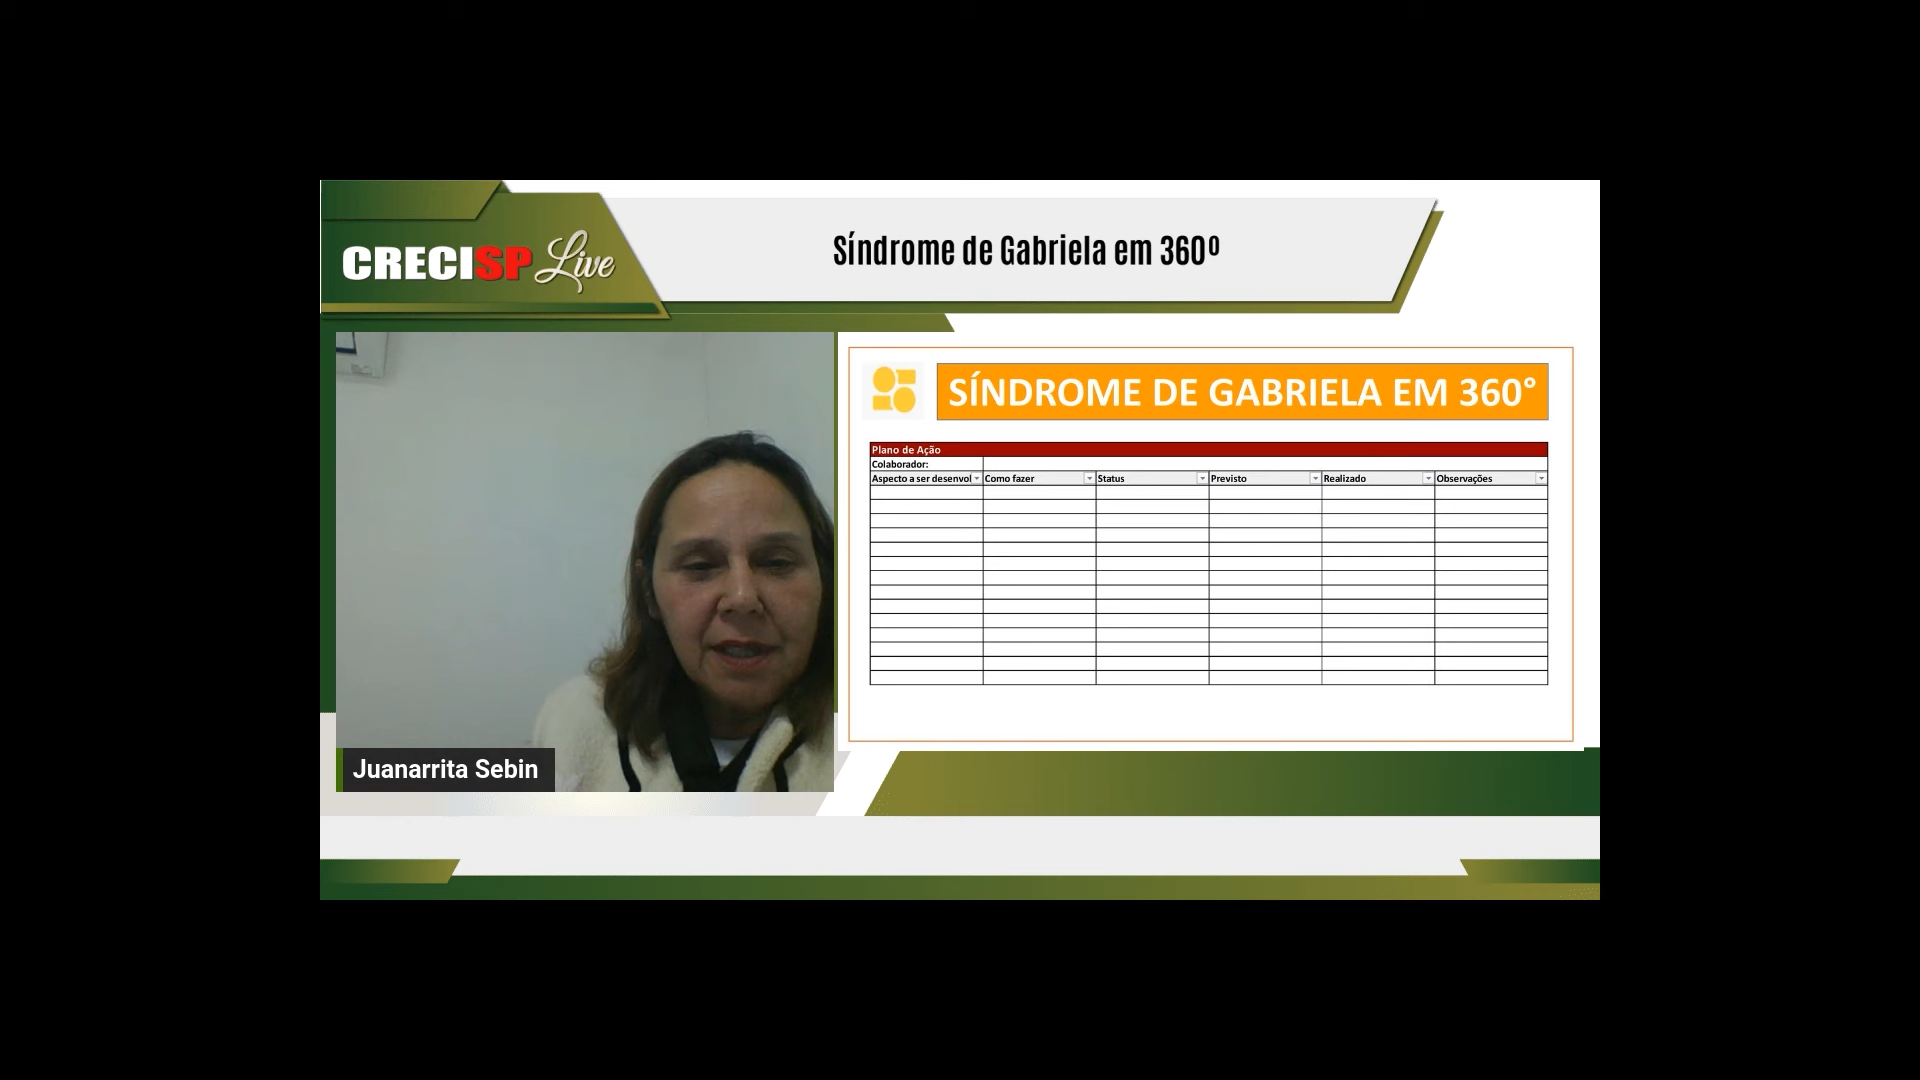 CRECISP Live
Síndrome de Gabriela em 360º
SÍNDROME DE GABRIELA EM 360°
Plano de Ação
Colaborador:
Aspecto a ser desenvol Como fazer Status Previsto Realizado Observações
Juanarrita Sebin